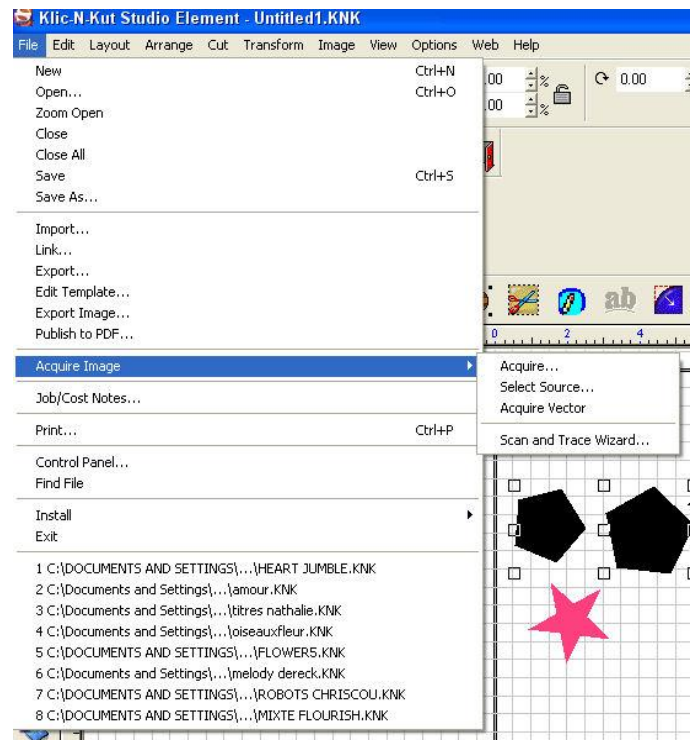 Klic-N-Kut Studio Element - Untitled1.KNK
File Edit Layout Arrange Cut Transform Image View Options Web Help
New Ctrl+N
Open... Ctrl+O
Zoom Open
Close
Close All
Save Ctrl+S
Save As...
Import...
Link...
Export...
Edit Template...
Export Image...
Publish to PDF...
Acquire Image
Job/Cost Notes...
Print... Ctrl+P
Control Panel...
Find File
Install
Exit
1 C:\DOCUMENTS AND SETTINGS\...\HEART JUMBLE.KNK
2 C:\Documents and Settings\...\amour.KNK
3 C:\Documents and Settings\...\titres nathalie.KNK
4 C:\Documents and Settings\...\oiseauxfleur.KNK
5 C:\DOCUMENTS AND SETTINGS\...\FLOWERS.KNK
6 C:\Documents and Settings\...\melody dereck.KNK
7 C:\DOCUMENTS AND SETTINGS\...\ROBOTS CHRISCOU.KNK
8 C:\DOCUMENTS AND SETTINGS\...\MIXTE FLOURISH.KNK
.00 % 0.00
.00 %
ab
0 2 4
Acquire...
Select Source...
Acquire Vector
Scan and Trace Wizard...